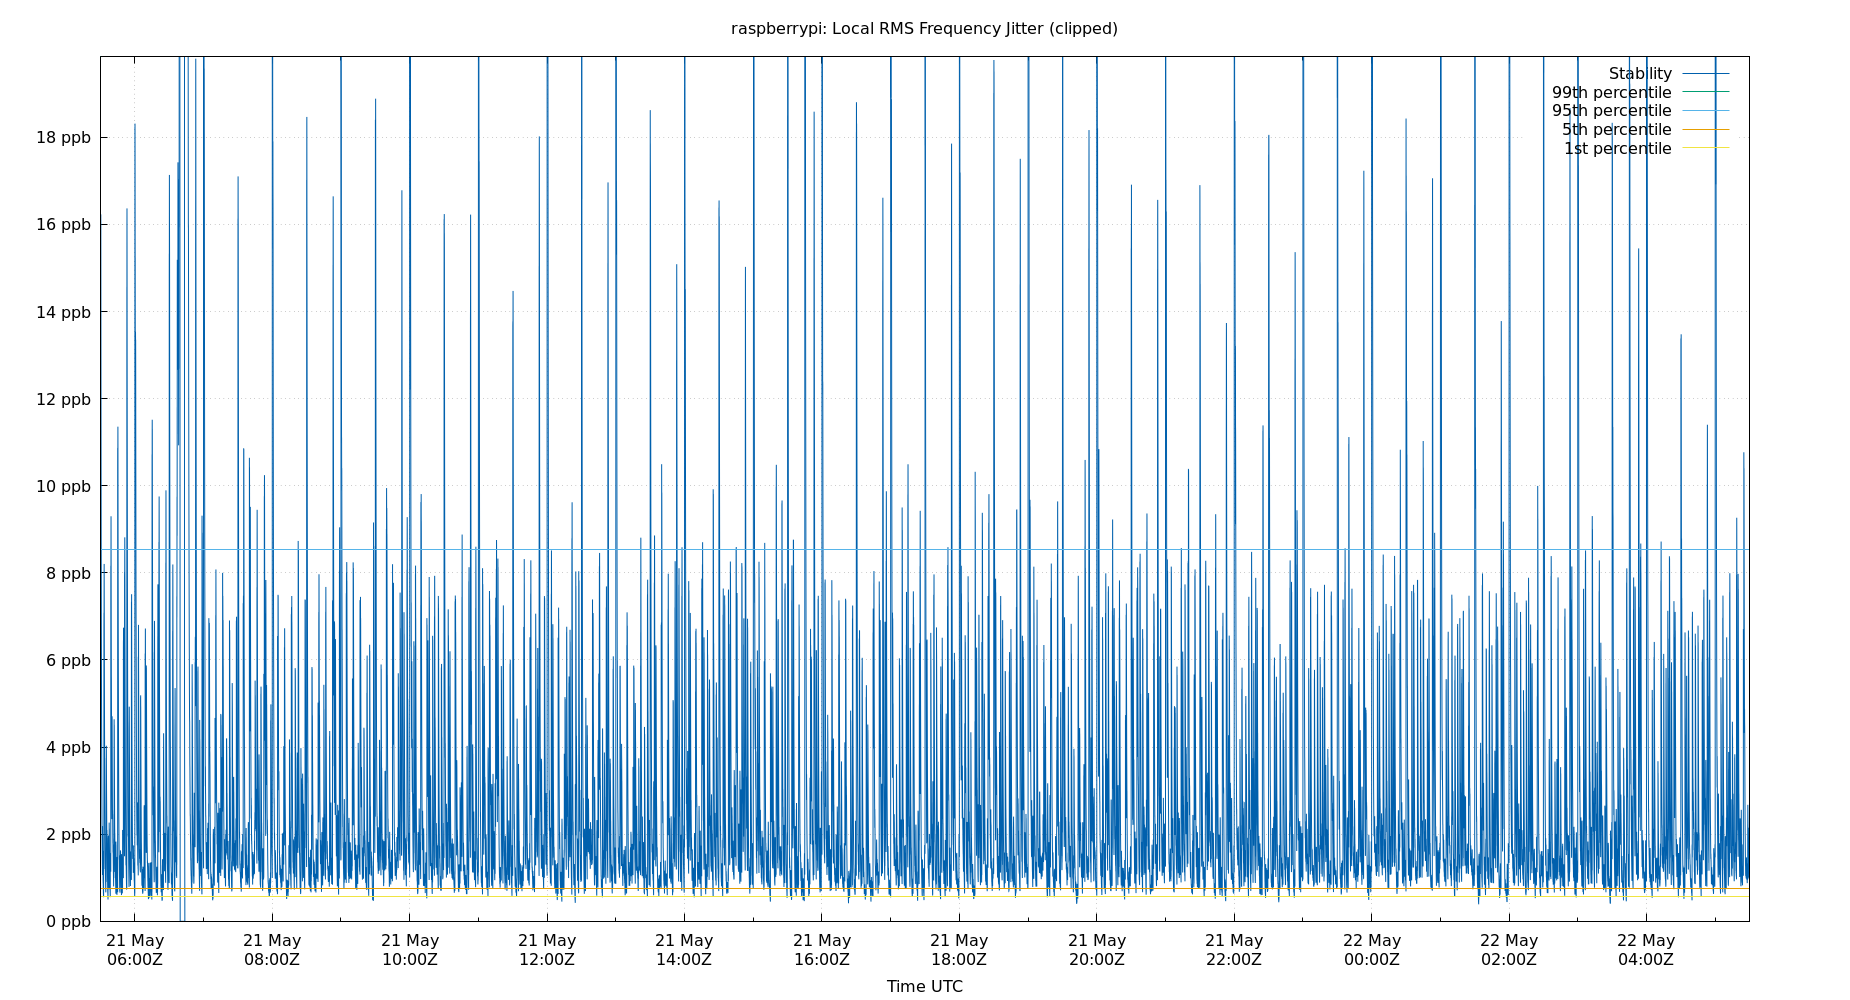 raspberrypi: Local RMS Frequency Jitter (clipped)
Stability
99th percentile
95th percentile
5th percentile
1st percentile
18 ppb
16 ppb
14 ppb
12 ppb
10 ppb
8 ppb
6 ppb
4 ppb
2 ppb
0 ppb
21 May 21 May 21 May 21 May 21 May 21 May 21 May 21 May 21 May 22 May 22 May 22 May
06:00Z 08:00Z 10:00Z 12:00Z 14:00Z 16:00Z 18:00Z 20:00Z 22:00Z 00:00Z 02:00Z 04:00Z
Time UTC